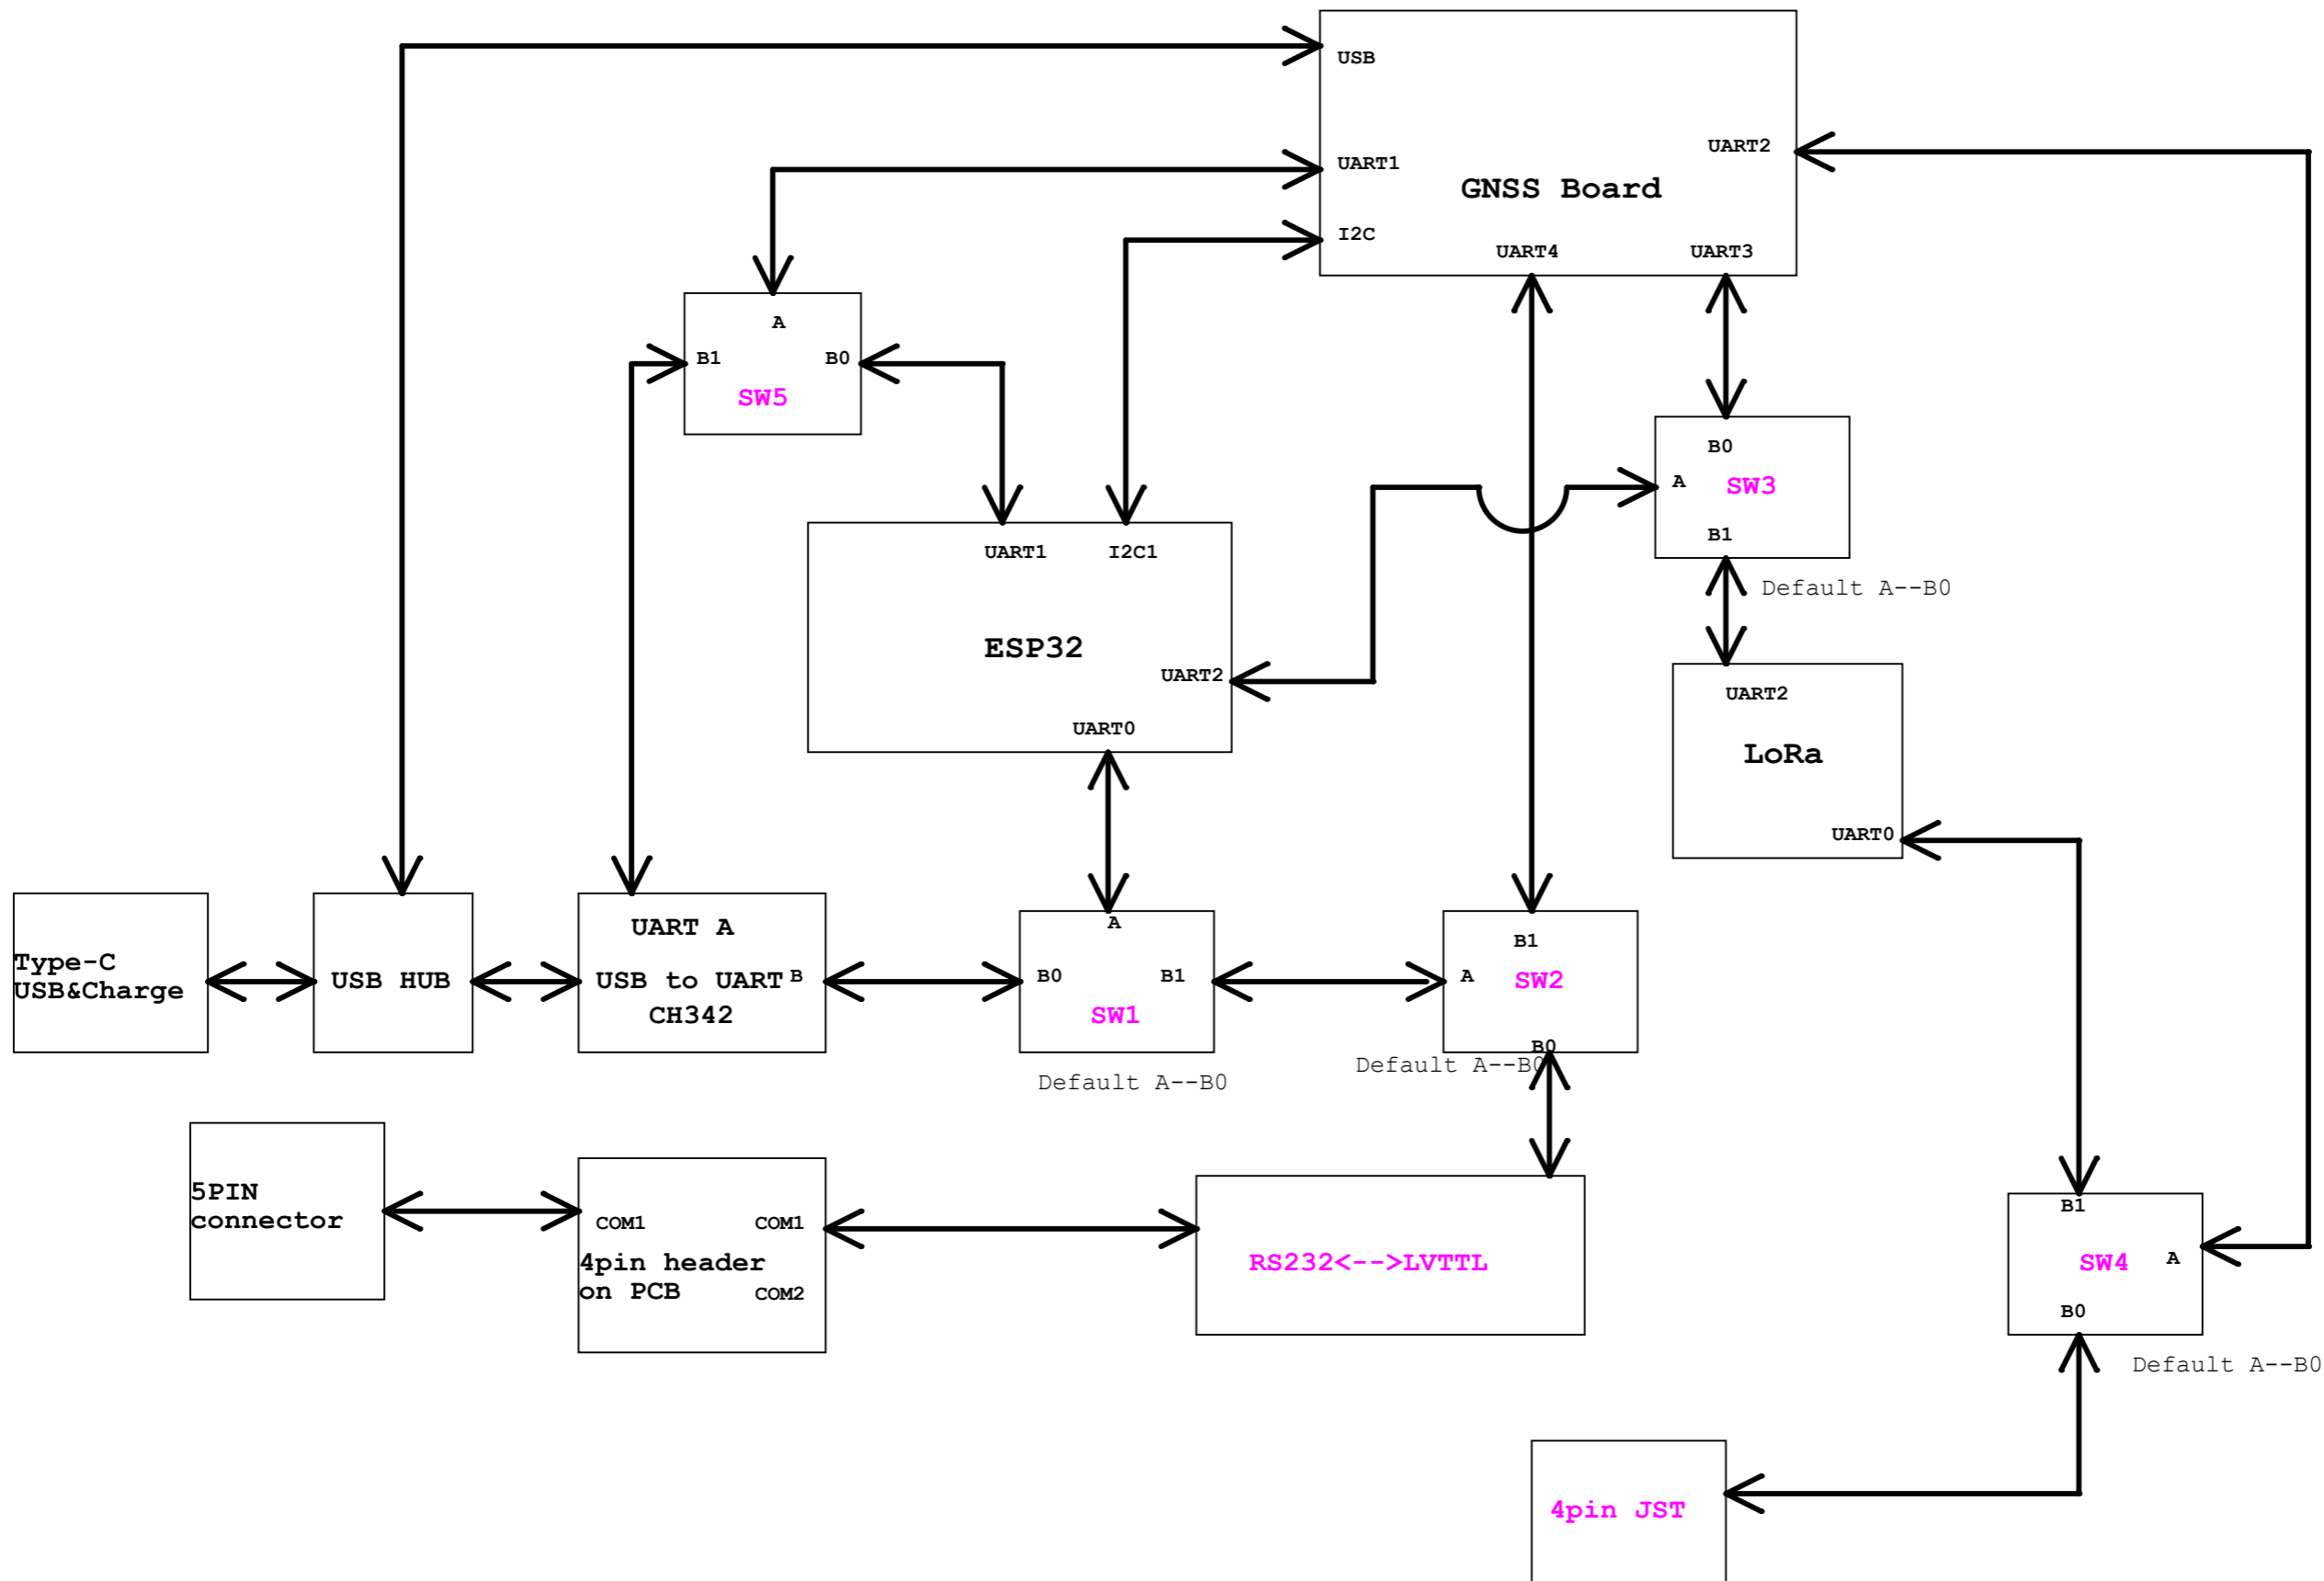 USB
UART2
UART1
GNSS Board
I2C
UART4
UART3
A
B1
B0
SW5
B0
A
SW3
B1
Default A--B0
UART1
I2C1
ESP32
UART2
UART0
UART2
LoRa
UART0
Type-C
USB&Charge
USB HUB
UART A
USB to UART
B
CH342
A
B0
B1
SW1
Default A--B0
B1
A
SW2
B0
Default A--B0
5PIN
connector
COM1
COM1
4pin header
on PCB
COM2
RS232<-->LVTTL
B1
SW4
A
B0
Default A--B0
4pin JST